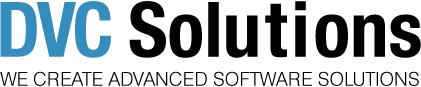 DVC Solutions
WE CREATE ADVANCED SOFTWARE SOLUTIONS